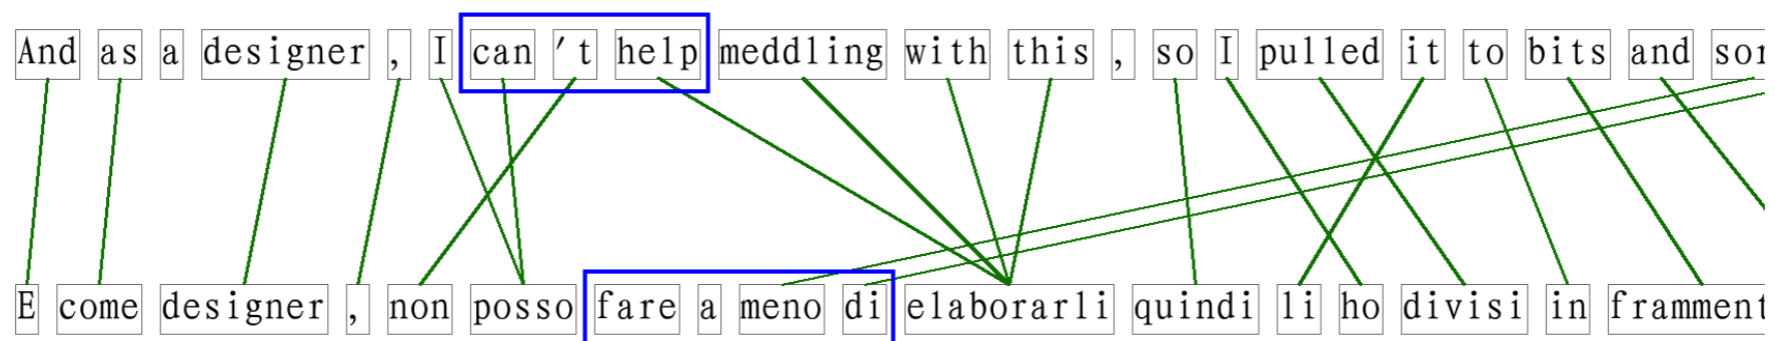 And as a designer , I can 't help meddling with this , so I pulled it to bits and
E come designer , non posso fare a meno di elaborarli quindi li ho divisi in